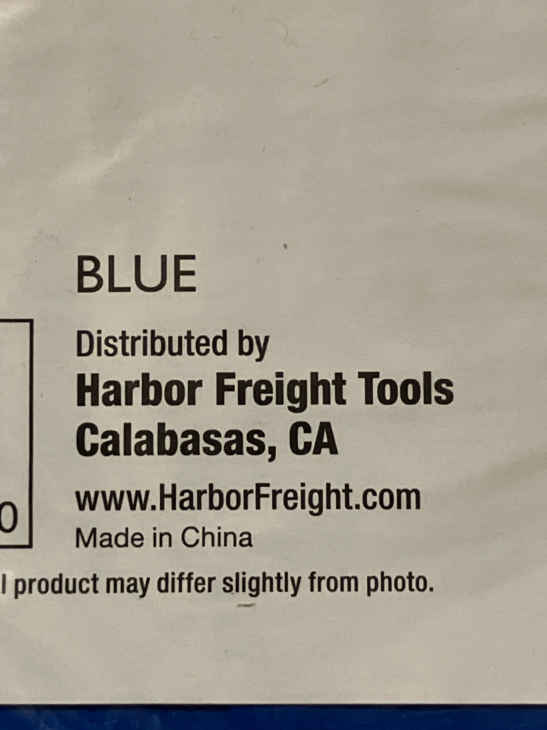 BLUE
Distributed by
Harbor Freight Tools
Calabasas, CA
www.HarborFreight.com
0
Made in China
l product may differ slightly from photo.